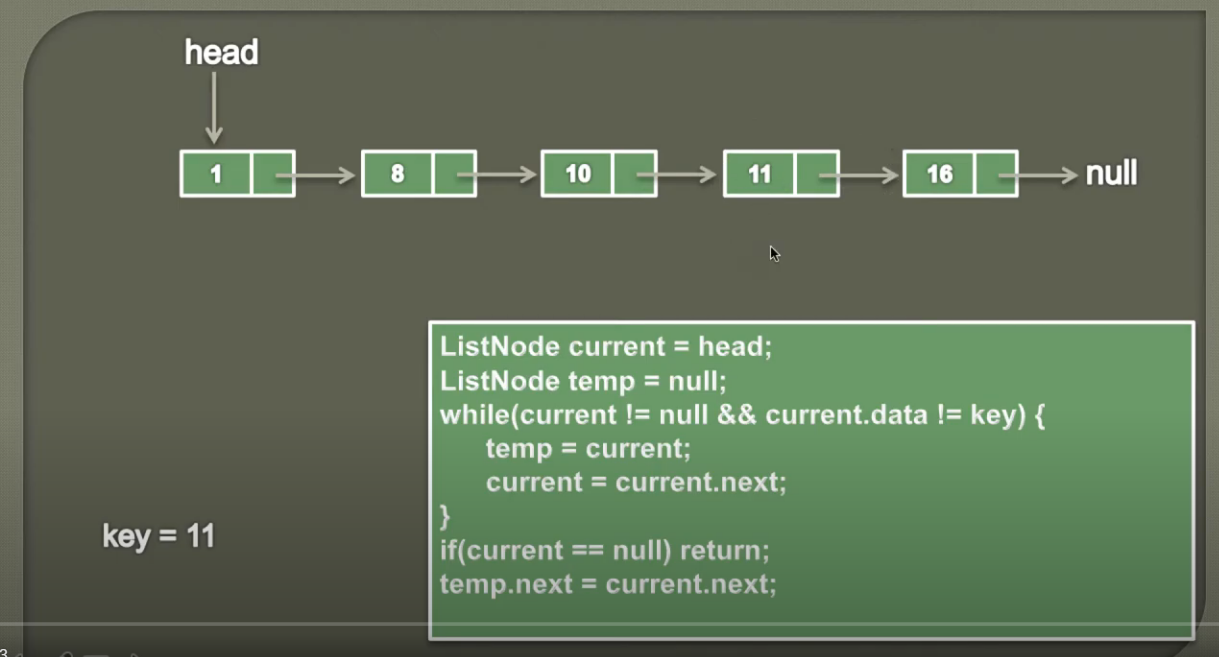 head
1 8 10 11 16 null
ListNode current = head;
ListNode temp = null;
while(current != null && current.data != key) {
temp = current;
current = current.next;
}
key = 11
if(current == null) return;
temp.next = current.next;
3